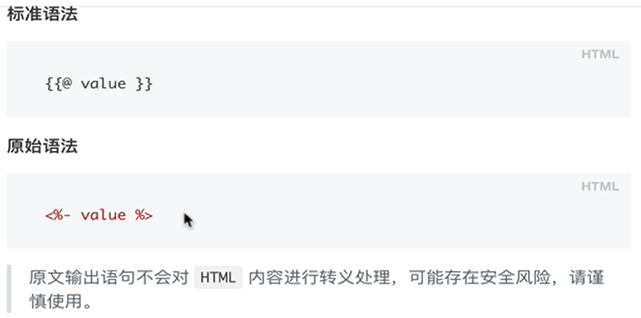 标准语法
HTML
{{@ value }}
原始语法
HTML
<%- value %>
原文输出语句不会对 HTML 内容进行转义处理，可能存在安全风险，请谨
慎使用。